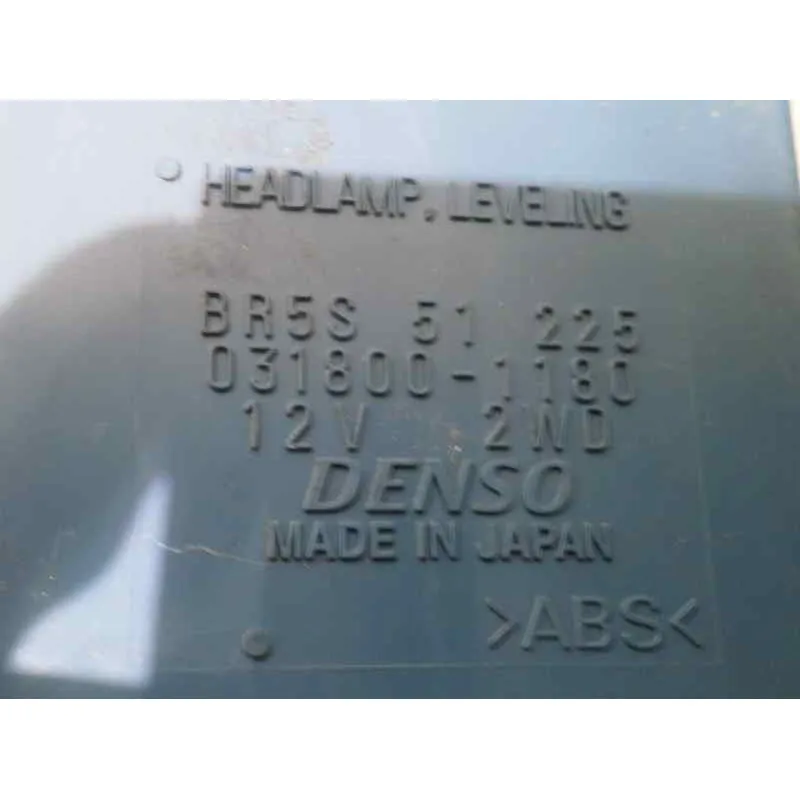 HEADLAMP, LEVELING
BR5S 51 225
031800-1180
12V 2ND
DENSO
MADE IN JAPAN
>ABS<